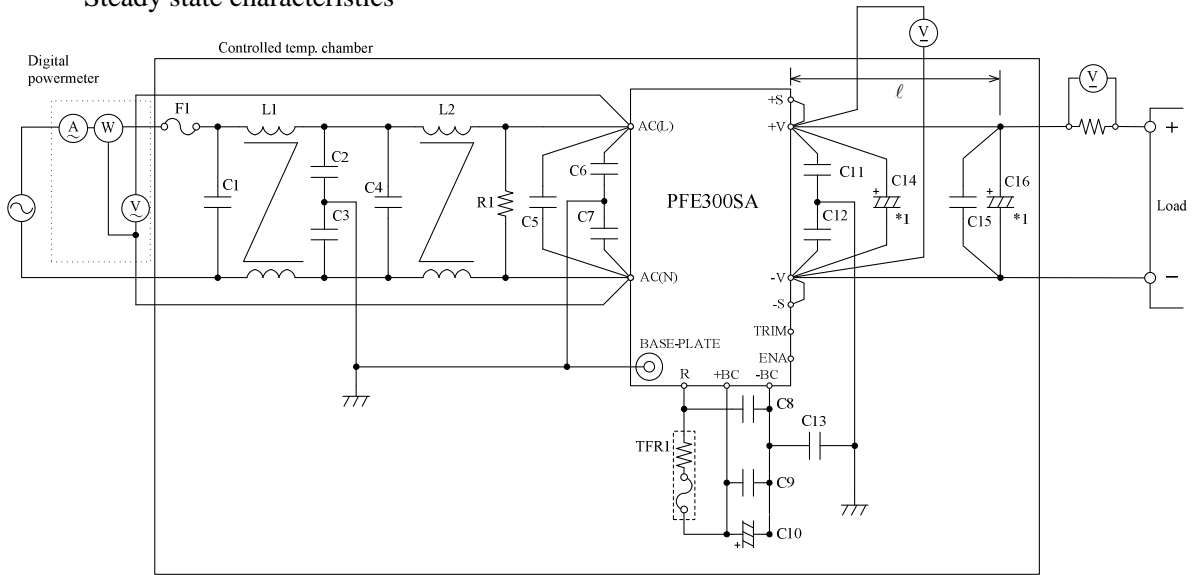 Steady state characteristics
Controlled temp. chamber
Digital
powermeter
A
W
V
F1
L1
L2
C1
C2
C3
C4
R1
C5
C6
C7
AC(L)
AC(N)
PFE300SA
BASE-PLATE
R
+BC
-BC
+S
+V
-V
-S
TRIM
ENA
C8
TFR1
C9
C10
C13
C11
C12
C14
*1
C15
C16
*1
ℓ
V
V
+
Load
−
+
+
+